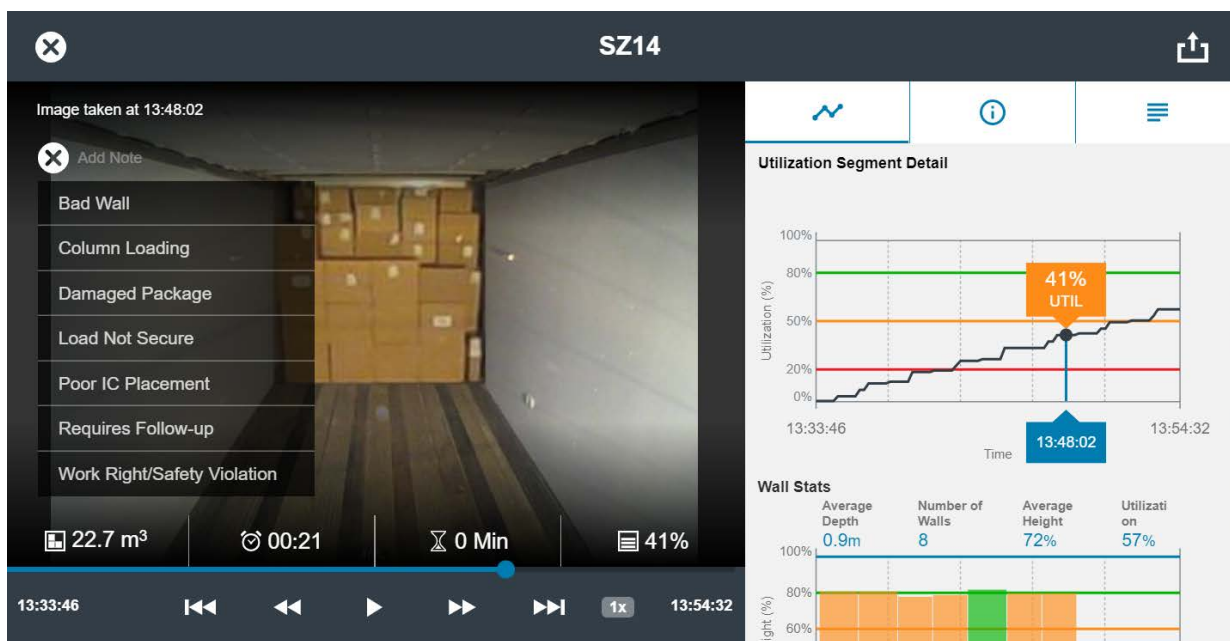 SZ14
Image taken at 13:48:02
Add Note
Bad Wall
Column Loading
Damaged Package
Load Not Secure
Poor IC Placement
Requires Follow-up
Work Right/Safety Violation
22.7 m³
00:21
0 Min
41%
13:33:46
1x
13:54:32
Utilization Segment Detail
100%
80%
50%
20%
0%
Utilization (%)
41%
UTIL
13:33:46
13:48:02
13:54:32
Time
Wall Stats
Average
Depth
0.9m
Number of
Walls
8
Average
Height
72%
Utilizati
on
57%
100%
80%
60%
ight (%)